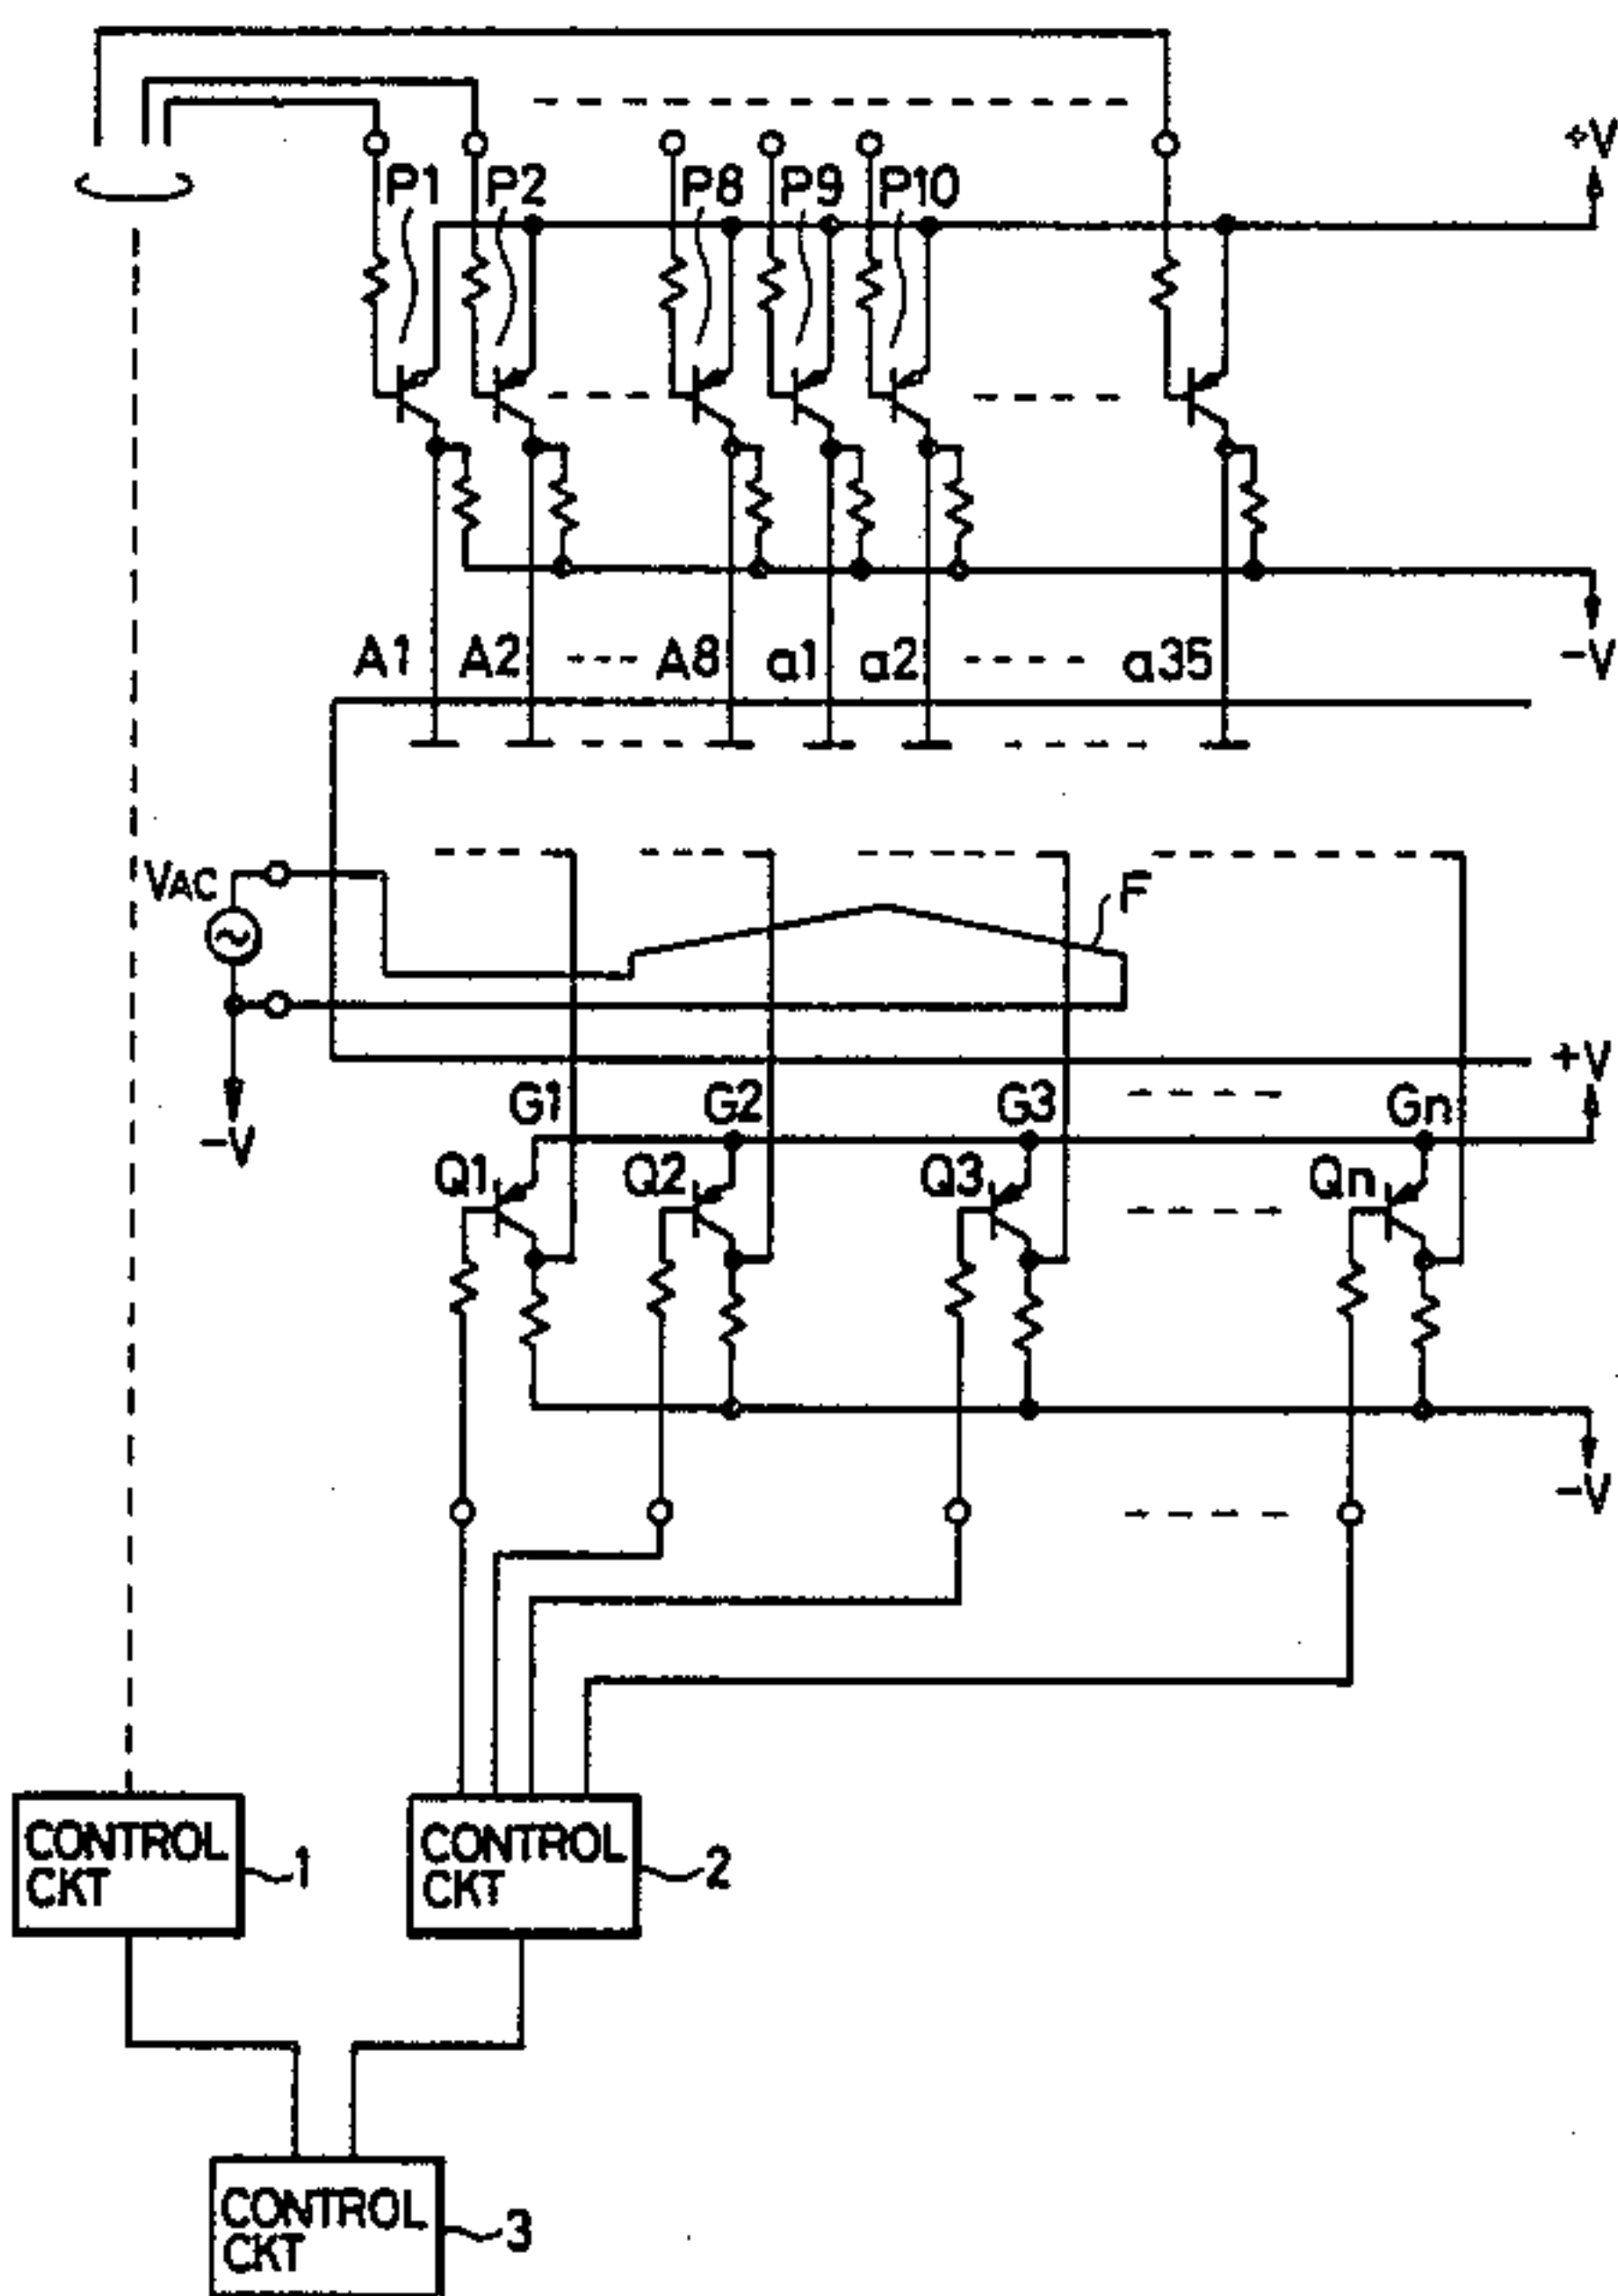 +V
P1 P2 P8 P9 P10
-V
A1 A2 A8 a1 a2 a35
VAC
F
+V
G1 G2 G3 Gn
-V
Q1 Q2 Q3 Qn
-V
CONTROL
CKT
1
CONTROL
CKT
2
CONTROL
CKT
3